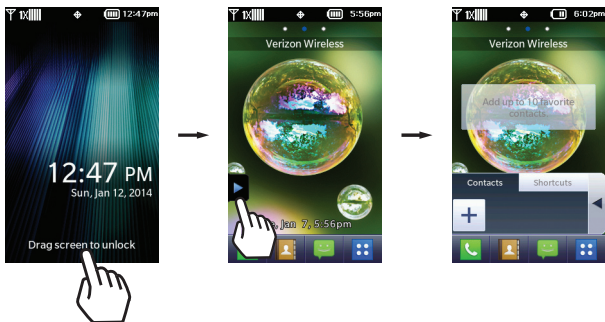 1X 12:47pm
12:47 PM
Sun, Jan 12, 2014
Drag screen to unlock
1X 5:56pm
Verizon Wireless
, Jan 7, 5:56pm
1X 6:02pm
Verizon Wireless
Add up to 10 favorite
contacts.
Contacts Shortcuts